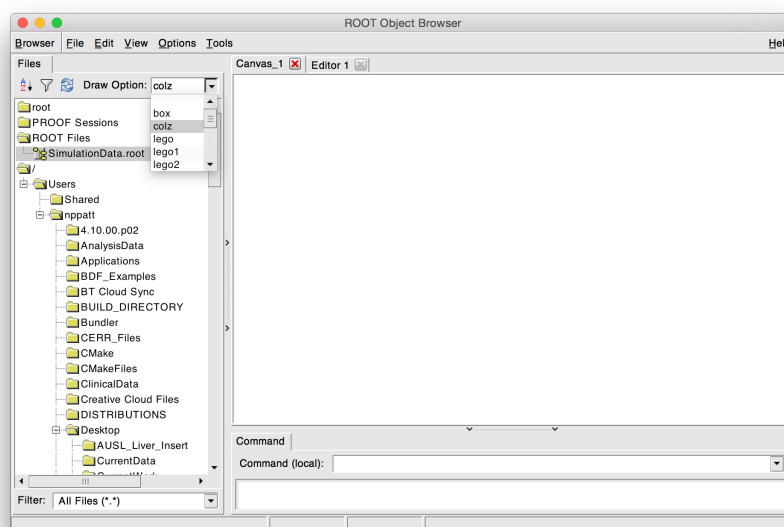 ROOT Object Browser
Browser File Edit View Options Tools
Files
Canvas_1 Editor 1
Draw Option: colz
box
colz
lego
lego1
lego2
root
PROOF Sessions
ROOT Files
SimulationData.root
/
Users
Shared
nppatt
4.10.00.p02
AnalysisData
Applications
BDF_Examples
BT Cloud Sync
BUILD_DIRECTORY
Bundler
CERR_Files
CMake
CMakeFiles
ClinicalData
Creative Cloud Files
DISTRIBUTIONS
Desktop
AUSL_Liver_Insert
CurrentData
Command
Command (local):
Filter: All Files (*.*)